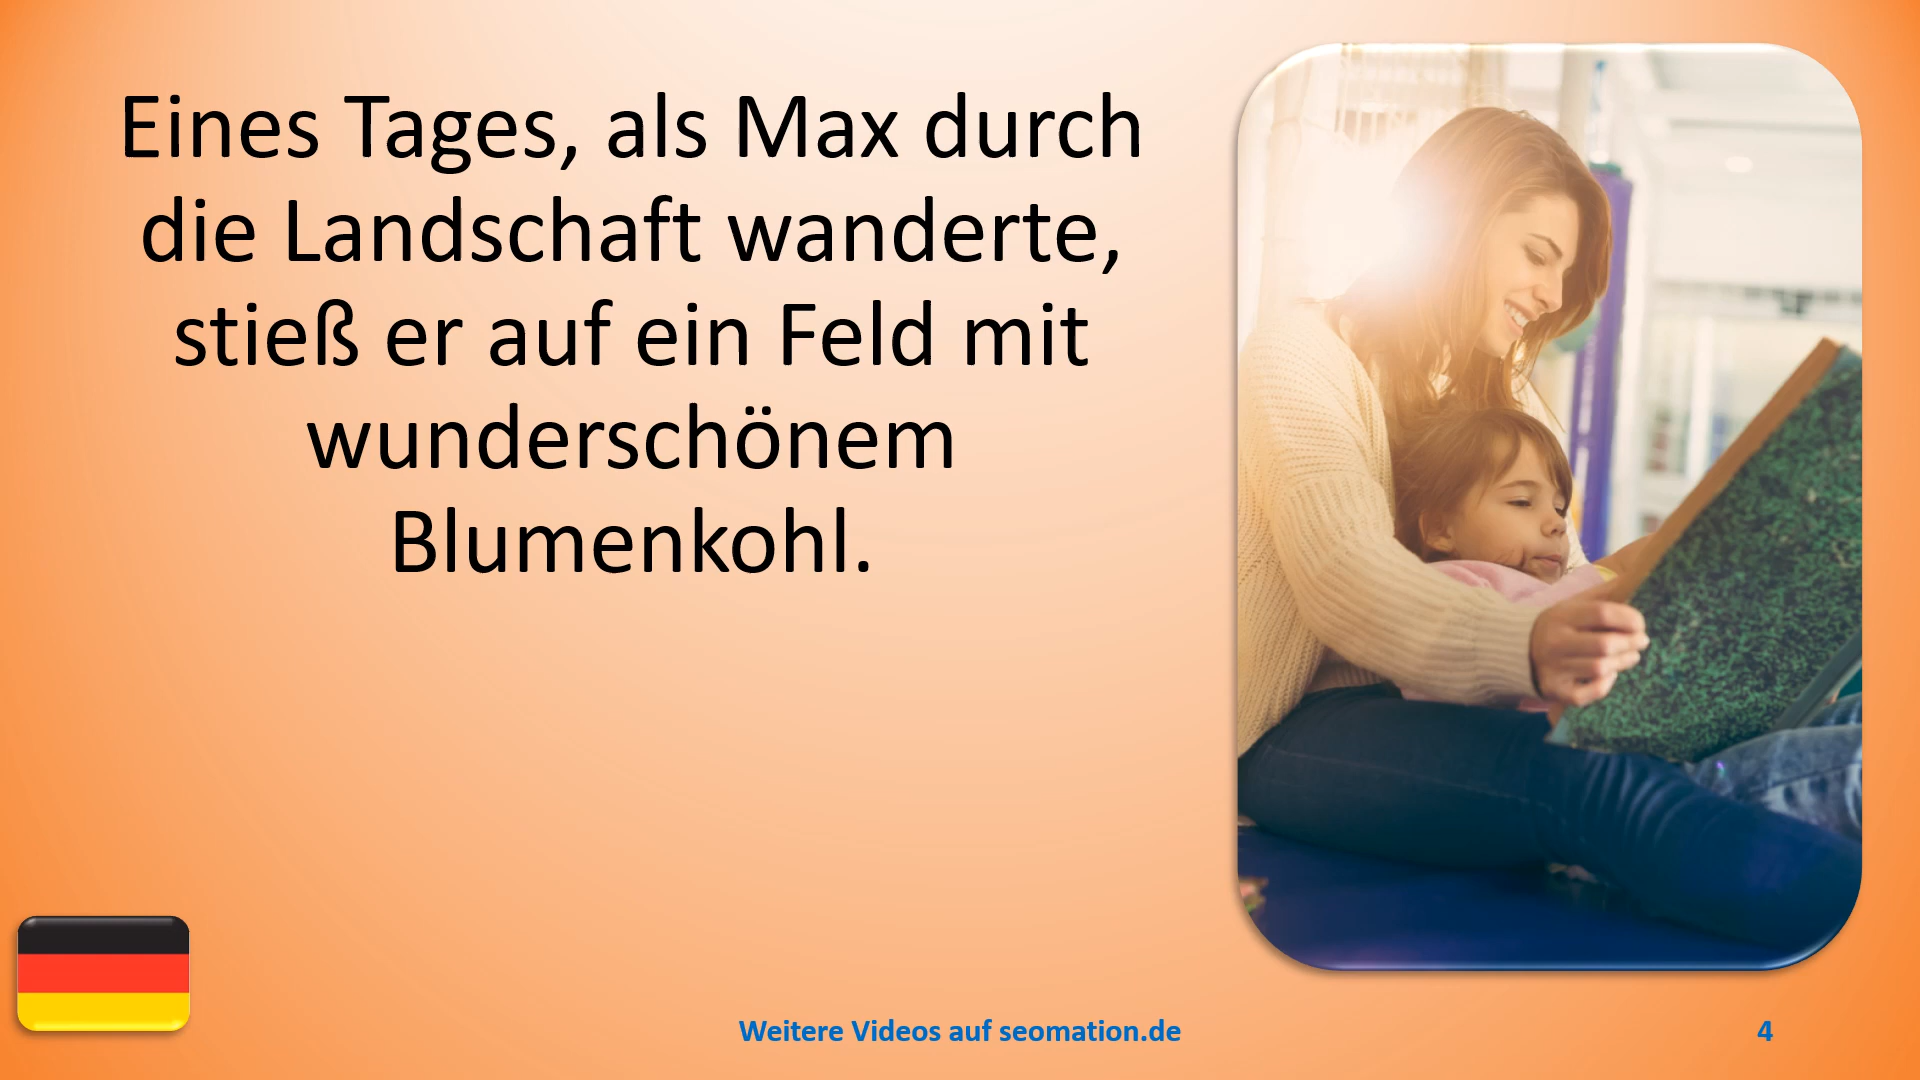 Eines Tages, als Max durch
die Landschaft wanderte,
stieß er auf ein Feld mit
wunderschönem
Blumenkohl.
Weitere Videos auf seomation.de
4